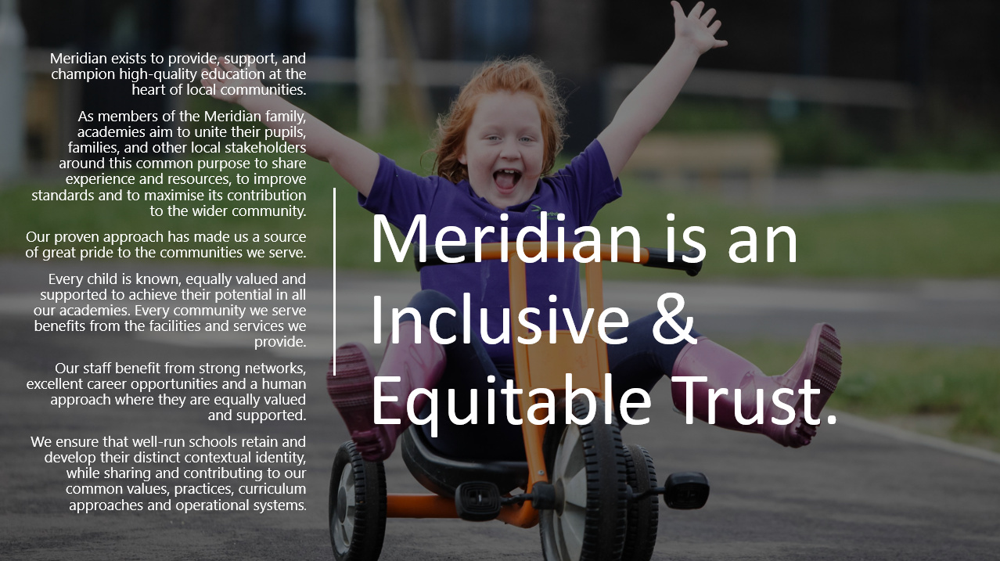 Meridian exists to provide, support, and
champion high-quality education at the
heart of local communities.
As members of the Meridian family,
academies aim to unite their pupils,
families, and other local stakeholders
around this common purpose to share
experience and resources, to improve
standards and to maximise its contribution
to the wider community.
Our proven approach has made us a source
of great pride to the communities we serve.
Every child is known, equally valued and
supported to achieve their potential in all
our academies. Every community we serve
benefits from the facilities and services we
provide.
Our staff benefit from strong networks,
excellent career opportunities and a human
approach where they are equally valued
and supported.
We ensure that well-run schools retain and
develop their distinct contextual identity,
while sharing and contributing to our
common values, practices, curriculum
approaches and operational systems.
Meridian is an
Inclusive &
Equitable Trust.